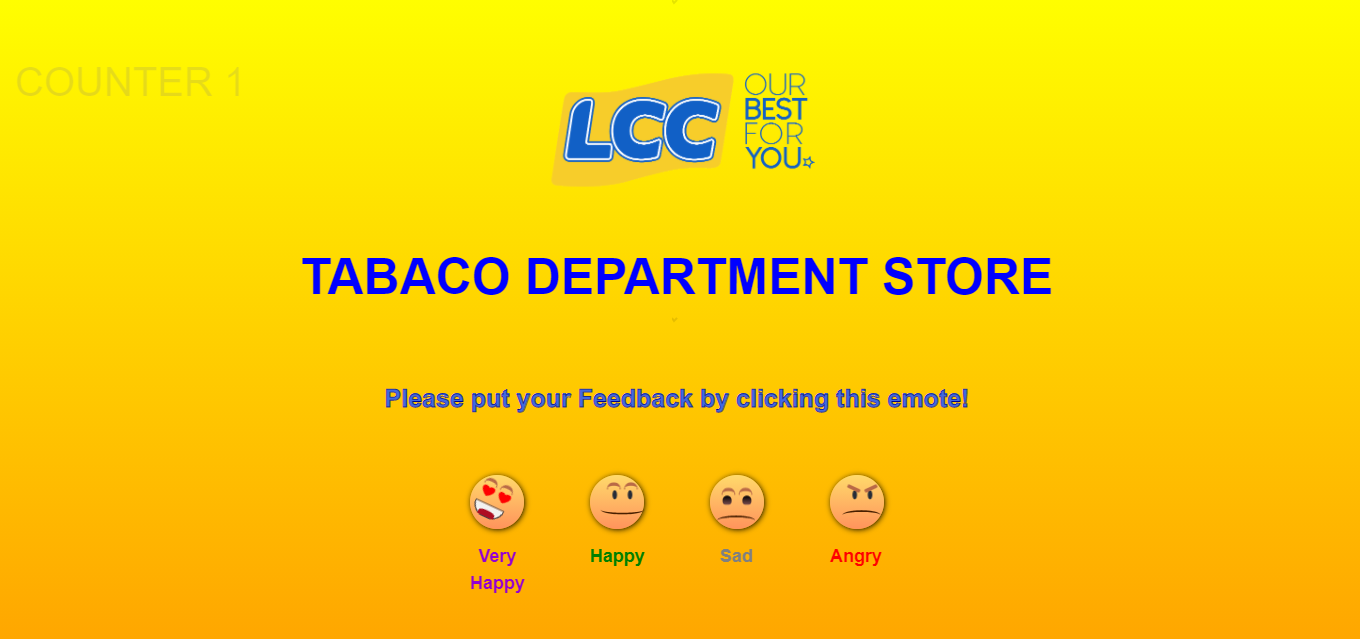 COUNTER 1
LCC
OUR
BEST
FOR
YOU
TABACO DEPARTMENT STORE
Please put your Feedback by clicking this emote!
Very
Happy
Happy
Sad
Angry